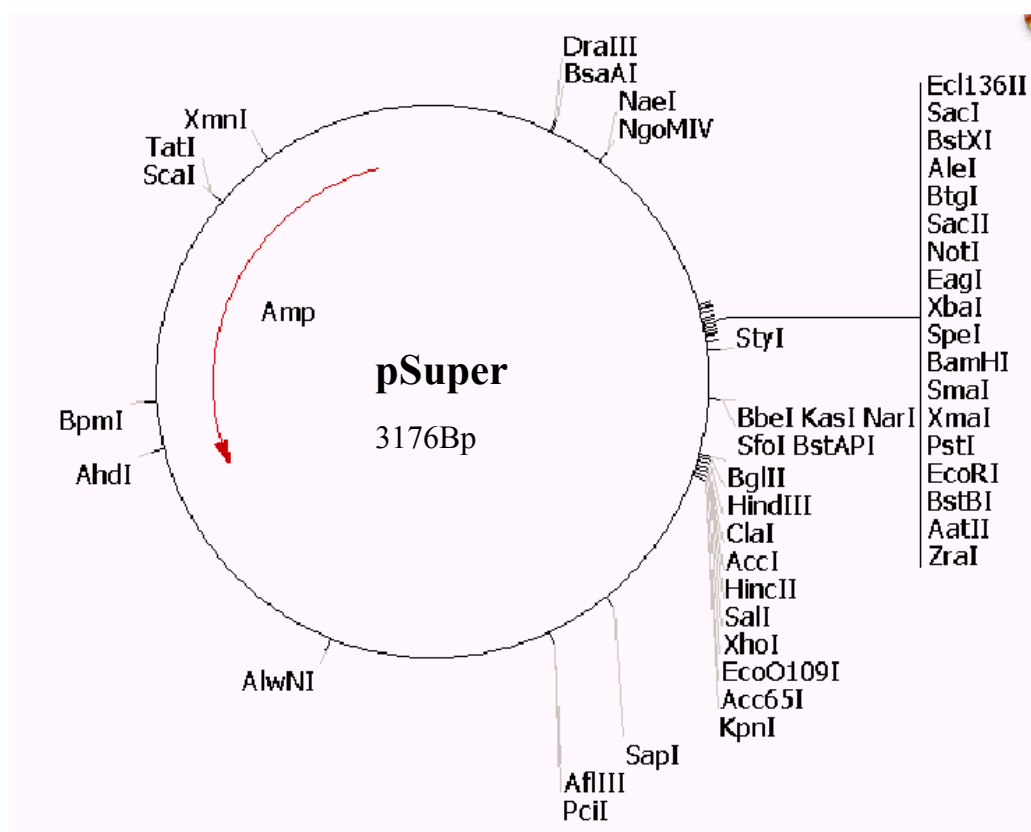 DraIII
BsaAI
NaeI
NgoMIV
XmnI
TatI
ScaI
Amp
pSuper
3176Bp
BpmI
AhdI
AlwNI
AflIII
PciI
SapI
StyI
BbeI KasI NarI
SfoI BstAPI
BglII
HindIII
ClaI
AccI
HincII
SalI
XhoI
EcoO109I
Acc65I
KpnI
Ecl136II
SacI
BstXI
AleI
BtgI
SacII
NotI
EagI
XbaI
SpeI
BamHI
SmaI
XmaI
PstI
EcoRI
BstBI
AatII
ZraI